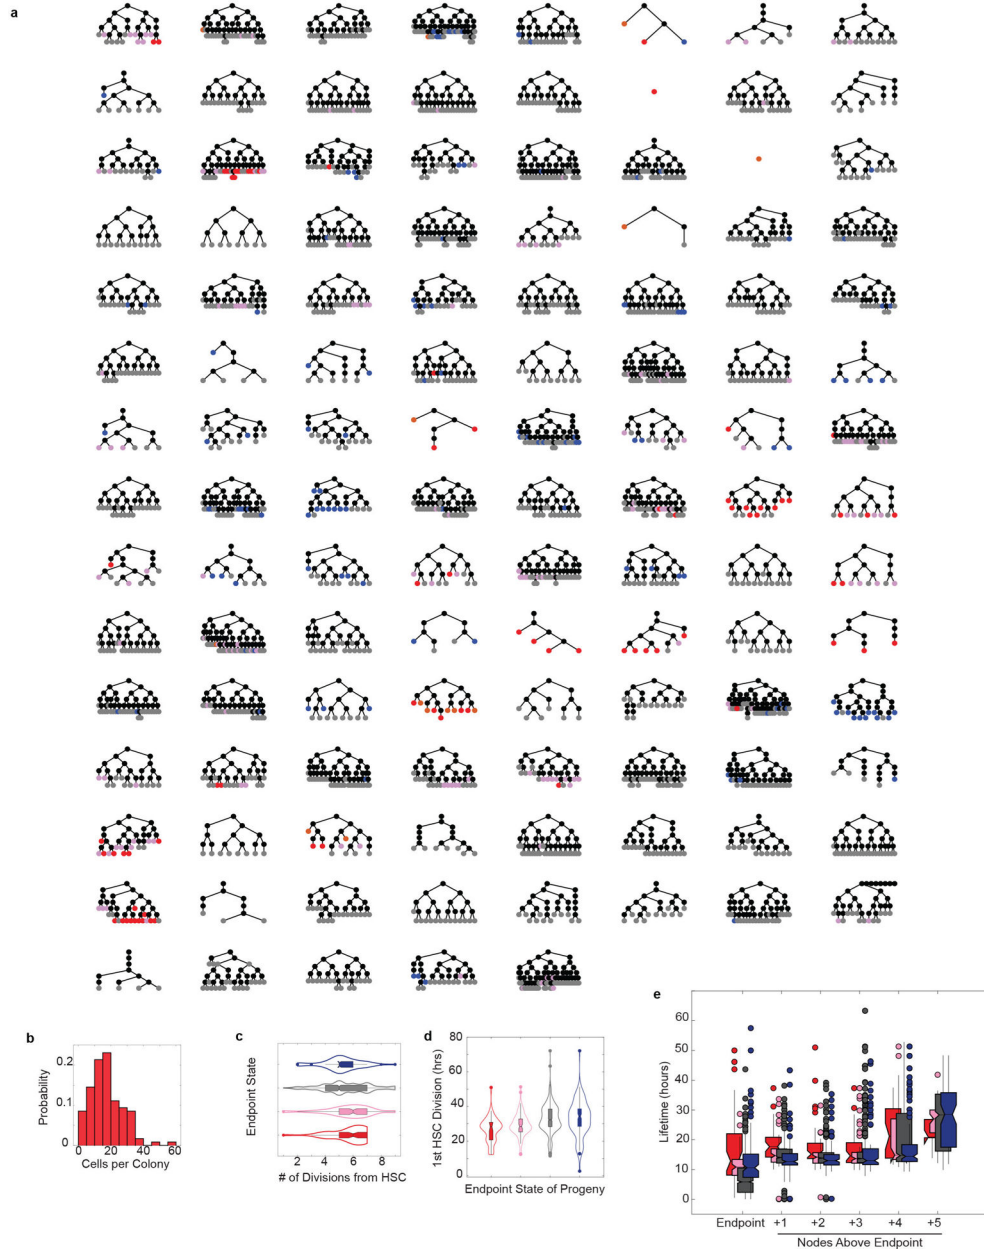 a
b
0.2
0.1
0
Probability
0 20 40 60
Cells per Colony
c
Endpoint State
2 4 6 8
# of Divisions from HSC
d
80
60
40
20
0
1st HSC Division (hrs)
Endpoint State of Progeny
e
60
50
40
30
20
10
0
Lifetime (hours)
Endpoint +1 +2 +3 +4 +5
Nodes Above Endpoint